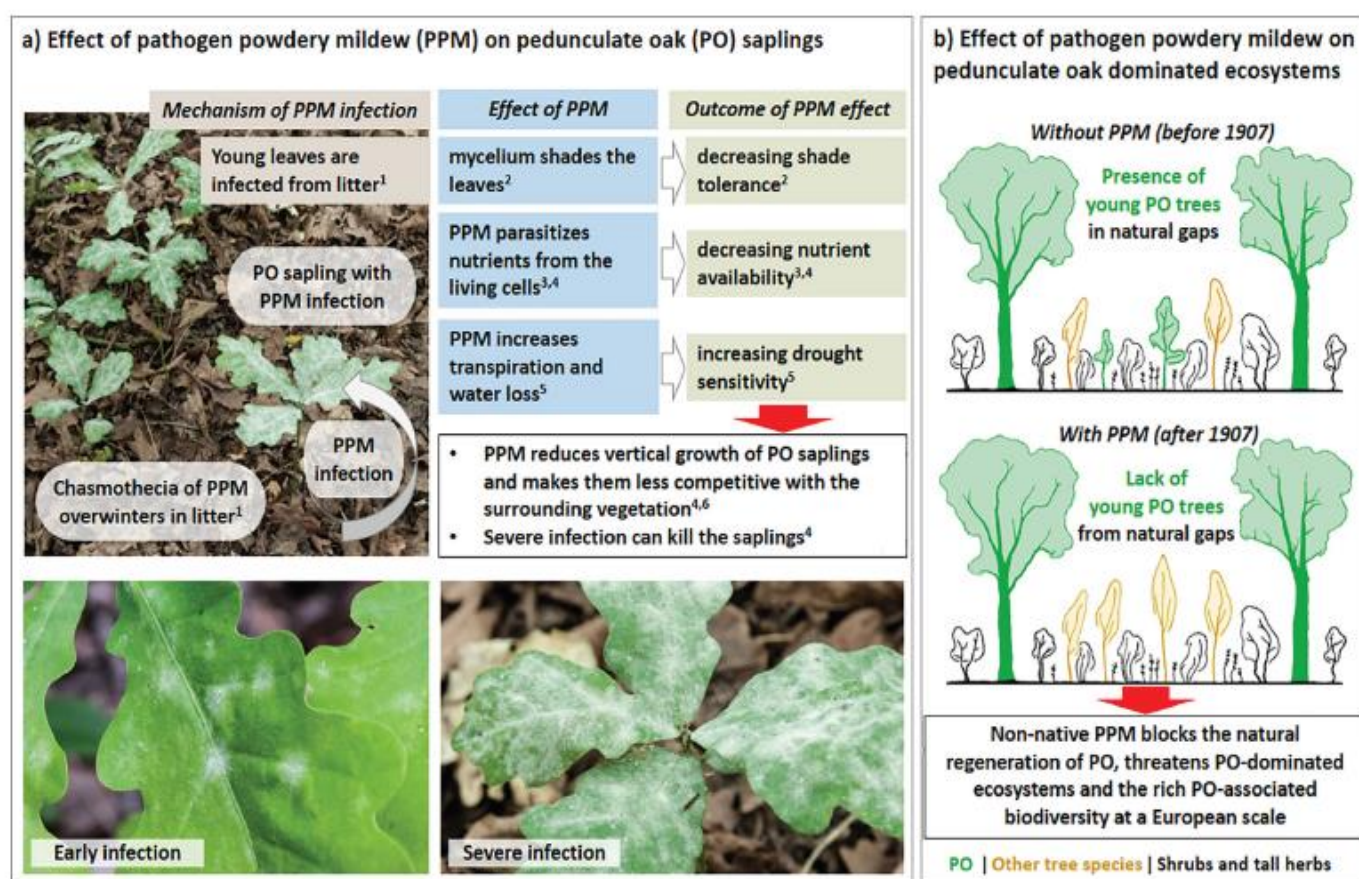 a) Effect of pathogen powdery mildew (PPM) on pedunculate oak (PO) saplings
Mechanism of PPM infection
Young leaves are
infected from litter¹
PO sapling with
PPM infection
PPM
infection
Chasmothecia of PPM
overwinters in litter¹
Effect of PPM
Outcome of PPM effect
mycelium shades the
leaves²
decreasing shade
tolerance²
PPM parasitizes
nutrients from the
living cells³,⁴
decreasing nutrient
availability³,⁴
PPM increases
transpiration and
water loss⁵
increasing drought
sensitivity⁵
• PPM reduces vertical growth of PO saplings
and makes them less competitive with the
surrounding vegetation⁴,⁶
• Severe infection can kill the saplings⁴
Early infection
Severe infection
b) Effect of pathogen powdery mildew on
pedunculate oak dominated ecosystems
Without PPM (before 1907)
Presence of
young PO trees
in natural gaps
With PPM (after 1907)
Lack of
young PO trees
from natural gaps
Non-native PPM blocks the natural
regeneration of PO, threatens PO-dominated
ecosystems and the rich PO-associated
biodiversity at a European scale
PO | Other tree species | Shrubs and tall herbs